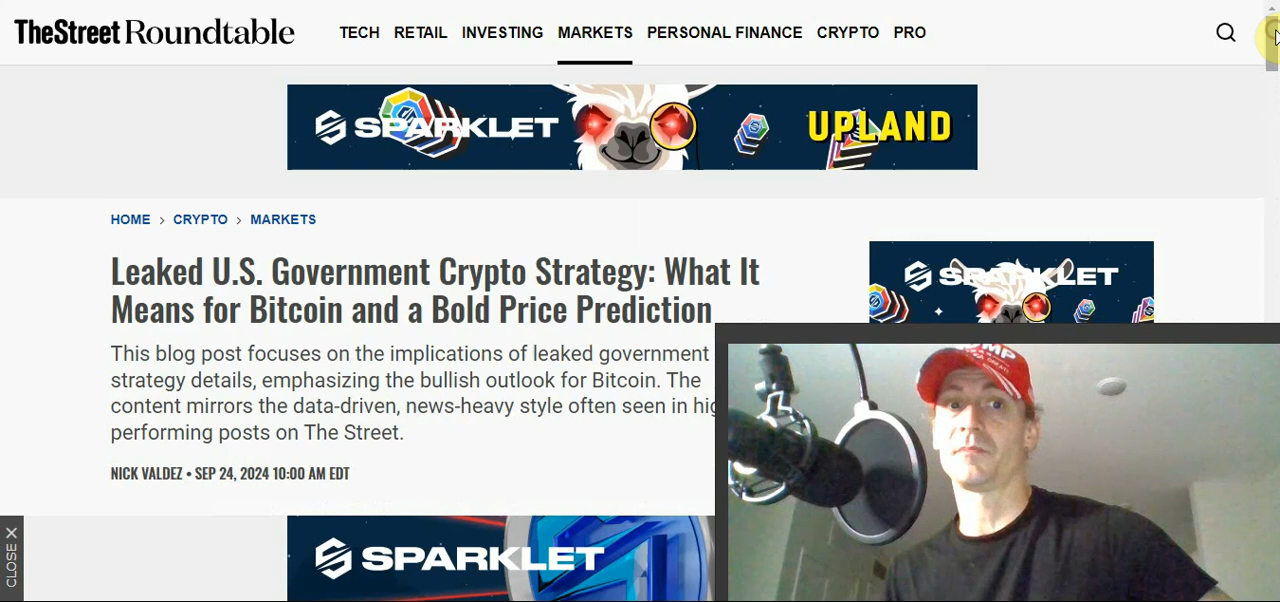 TheStreet Roundtable
TECH RETAIL INVESTING MARKETS PERSONAL FINANCE CRYPTO PRO
SPARKLET UPLAND
HOME > CRYPTO > MARKETS
Leaked U.S. Government Crypto Strategy: What It
Means for Bitcoin and a Bold Price Prediction
SPARKLET
This blog post focuses on the implications of leaked government
strategy details, emphasizing the bullish outlook for Bitcoin. The
content mirrors the data-driven, news-heavy style often seen in
performing posts on The Street.
NICK VALDEZ • SEP 24, 2024 10:00 AM EDT
CLOSE X
SPARKLET